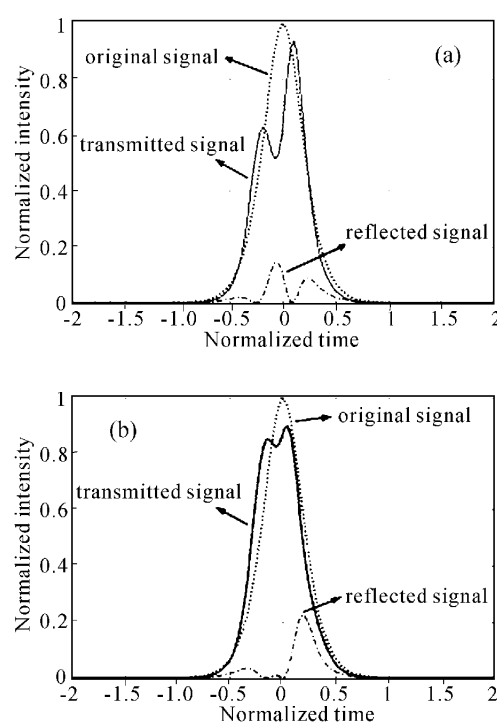 (a)
original signal
transmitted signal
reflected signal
Normalized intensity
1
0.8
0.6
0.4
0.2
0
-2 -1.5 -1.0 -0.5 0 0.5 1 1.5 2
Normalized time
(b)
original signal
transmitted signal
reflected signal
Normalized intensity
1
0.8
0.6
0.4
0.2
0
-2 -1.5 -1.0 -0.5 0 0.5 1 1.5 2
Normalized time